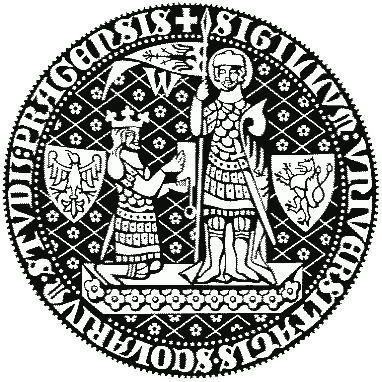 + SIGILLVM · VNIVERSITATIS · SCOLARIVM · STVDII · PRAGENSIS
W